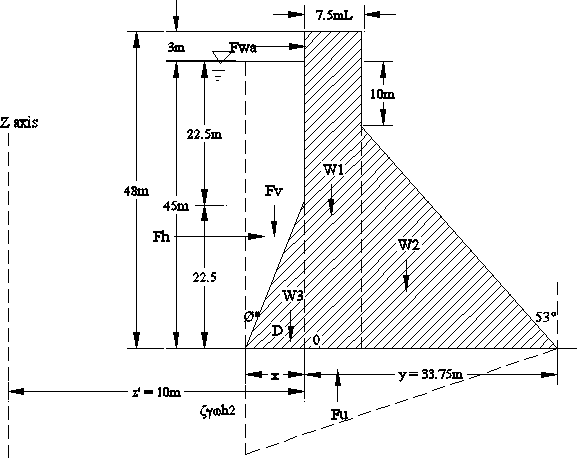 7.5mL
3m
Fwa
10m
Z axis
22.5m
W1
48m
45m
Fv
Fh
W2
22.5
W3
53°
D
0
x
y = 33.75m
z' = 10m
ζγωh2
Fu